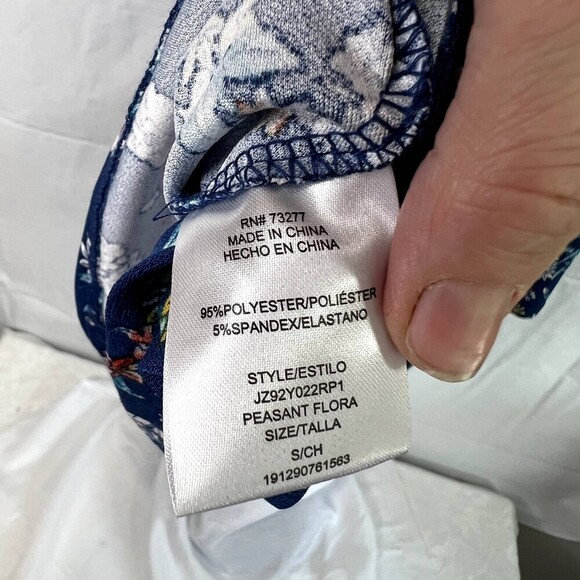 RN# 73277
MADE IN CHINA
HECHO EN CHINA
95%POLYESTER/POLIÉSTER
5%SPANDEX/ELASTANO
STYLE/ESTILO
JZ92Y022RP1
PEASANT FLORA
SIZE/TALLA
S/CH
191290761563